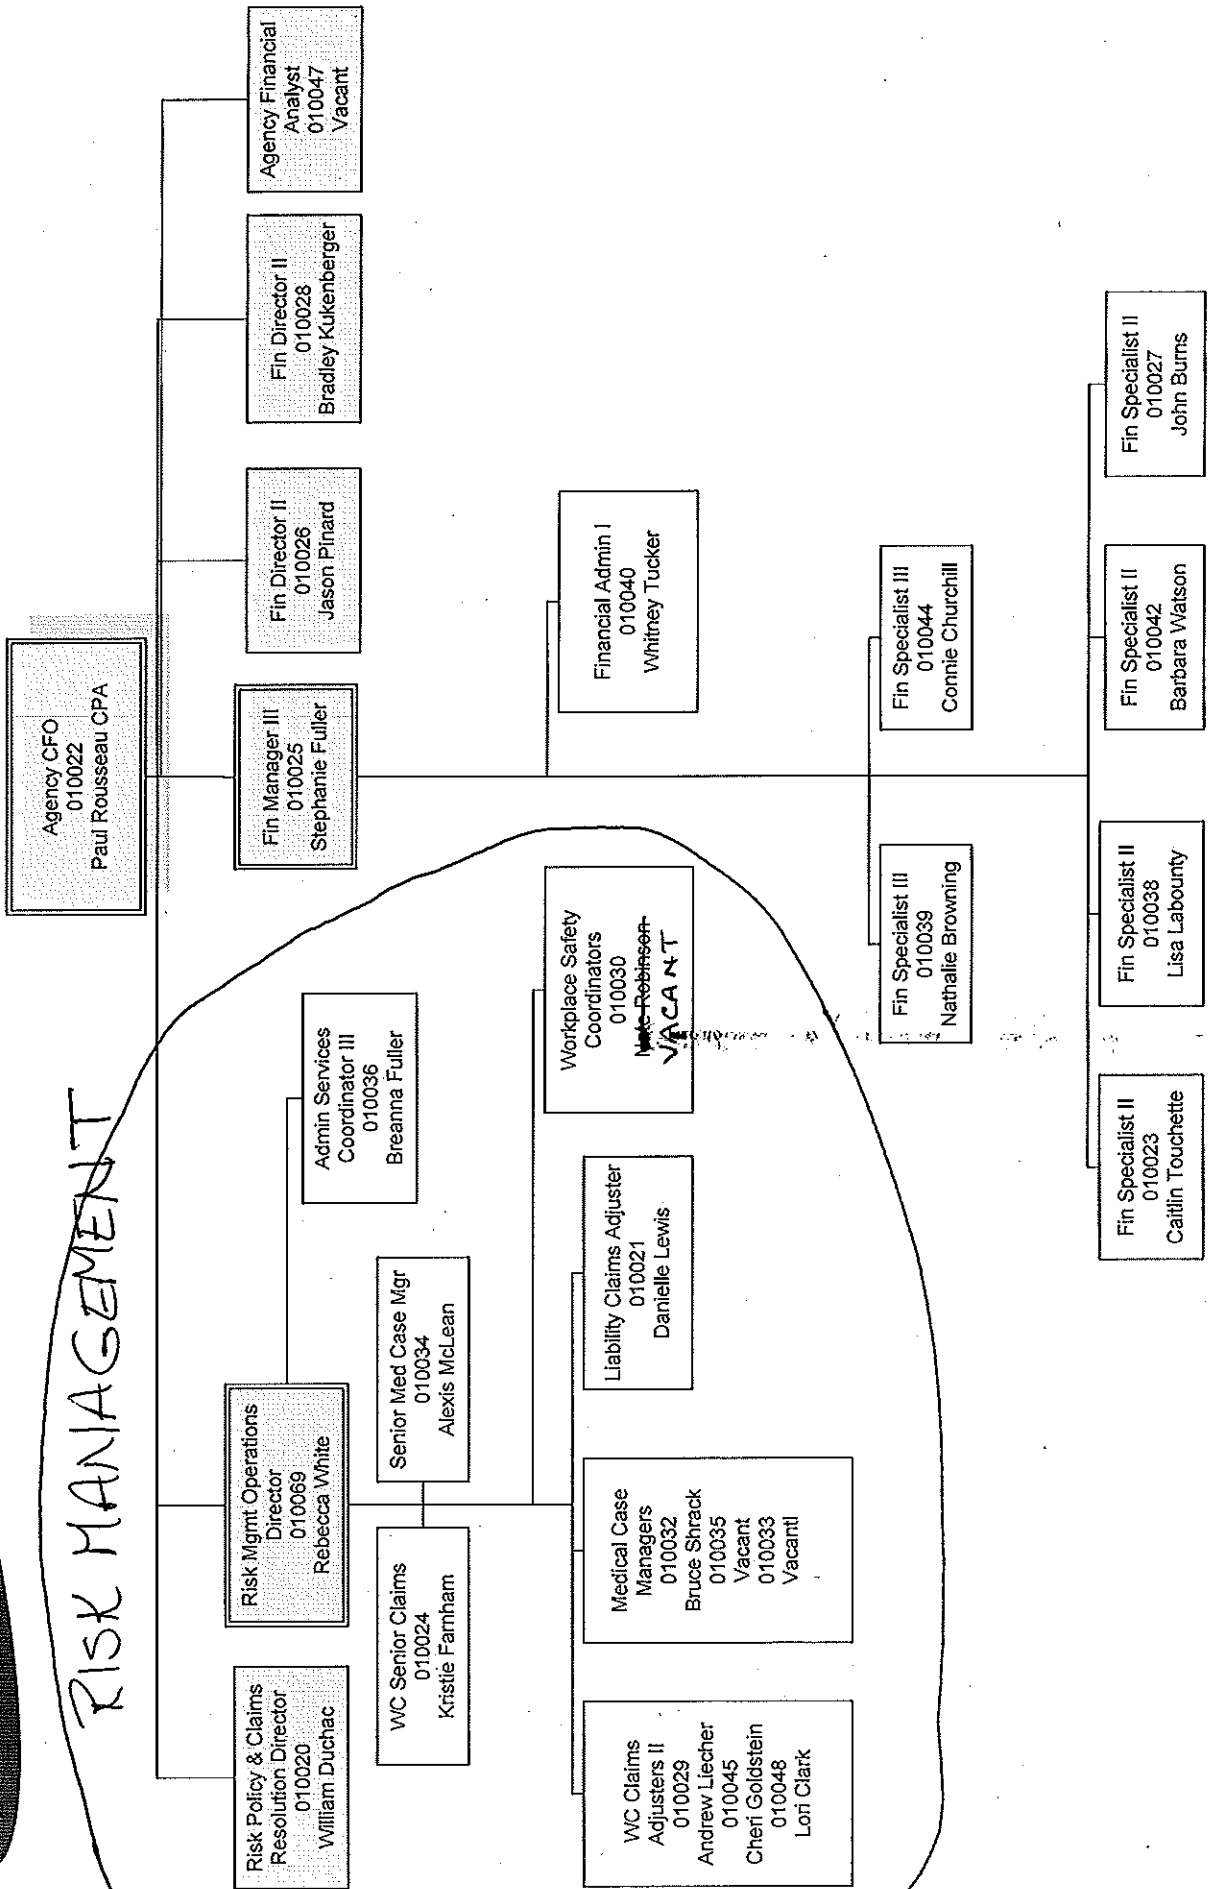 RISK MANAGEMENT
Agency CFO
010022
Paul Rousseau CPA
Risk Policy & Claims
Resolution Director
010020
William Duchac
Risk Mgmt Operations
Director
010069
Rebecca White
Fin Manager III
010025
Stephanie Fuller
Fin Director II
010026
Jason Pinard
Fin Director II
010028
Bradley Kukenberger
Agency Financial
Analyst
010047
Vacant
Admin Services
Coordinator III
010036
Breanna Fuller
WC Senior Claims
010024
Kristie Farnham
Senior Med Case Mgr
010034
Alexis McLean
Workplace Safety
Coordinators
010030
Nate Robinson
VACANT
Financial Admin I
010040
Whitney Tucker
WC Claims
Adjusters II
010029
Andrew Liecher
010045
Cheri Goldstein
010048
Lori Clark
Medical Case
Managers
010032
Bruce Shrack
010035
Vacant
010033
Vacantl
Liability Claims Adjuster
010021
Danielle Lewis
Fin Specialist III
010039
Nathalie Browning
Fin Specialist III
010044
Connie Churchill
Fin Specialist II
010023
Caitlin Touchette
Fin Specialist II
010038
Lisa Labounty
Fin Specialist II
010042
Barbara Watson
Fin Specialist II
010027
John Burns